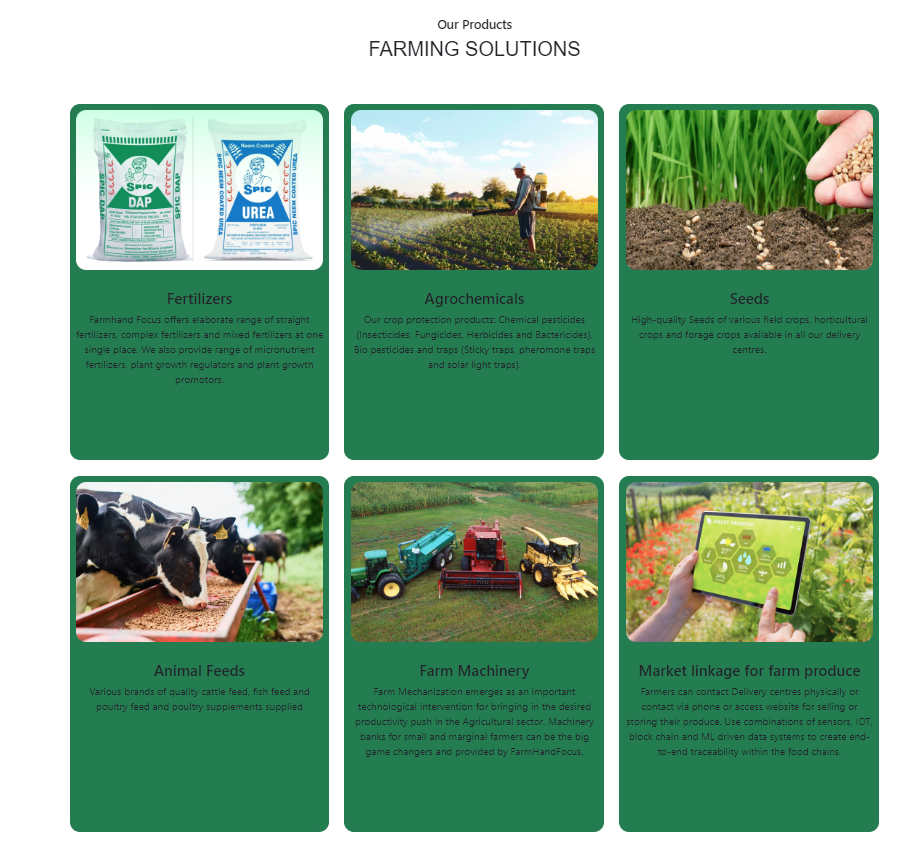 Our Products
FARMING SOLUTIONS
SPIC
DAP
SPIC DAP
SPIC DAP
Neem Coated
SPIC
UREA
SPIC NEEM COATED UREA
SPIC NEEM COATED UREA
Fertilizers
Farmhand Focus offers elaborate range of straight
fertilizers, complex fertilizers and mixed fertilizers at one
single place. We also provide range of micronutrient
fertilizers, plant growth regulators and plant growth
promotors.
Agrochemicals
Our crop protection products: Chemical pesticides
(Insecticides, Fungicides, Herbicides and Bactericides),
Bio pesticides and traps (Sticky traps, pheromone traps
and solar light traps).
Seeds
High-quality Seeds of various field crops, horticultural
crops and forage crops available in all our delivery
centres.
SMART FARMING
27°
Animal Feeds
Various brands of quality cattle feed, fish feed and
poultry feed and poultry supplements supplied
Farm Machinery
Farm Mechanization emerges as an important
technological intervention for bringing in the desired
productivity push in the Agricultural sector. Machinery
banks for small and marginal farmers can be the big
game changers and provided by FarmHandFocus.
Market linkage for farm produce
Farmers can contact Delivery centres physically or
contact via phone or access website for selling or
storing their produce. Use combinations of sensors, IOT,
block chain and ML driven data systems to create end-
to-end traceability within the food chains.